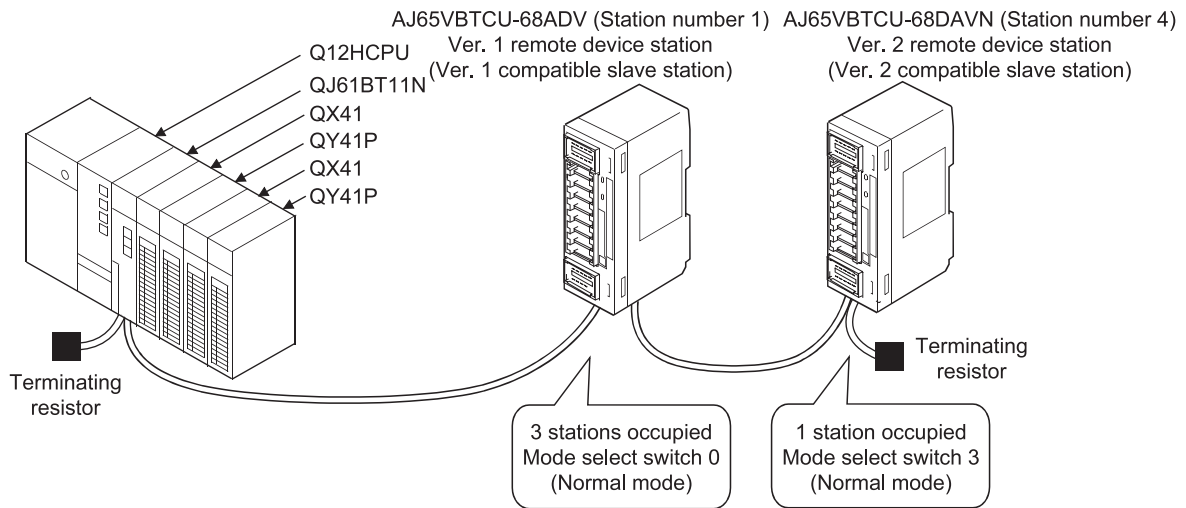 AJ65VBTCU-68ADV (Station number 1)
Ver. 1 remote device station
(Ver. 1 compatible slave station)
AJ65VBTCU-68DAVN (Station number 4)
Ver. 2 remote device station
(Ver. 2 compatible slave station)
Q12HCPU
QJ61BT11N
QX41
QY41P
QX41
QY41P
Terminating
resistor
Terminating
resistor
3 stations occupied
Mode select switch 0
(Normal mode)
1 station occupied
Mode select switch 3
(Normal mode)